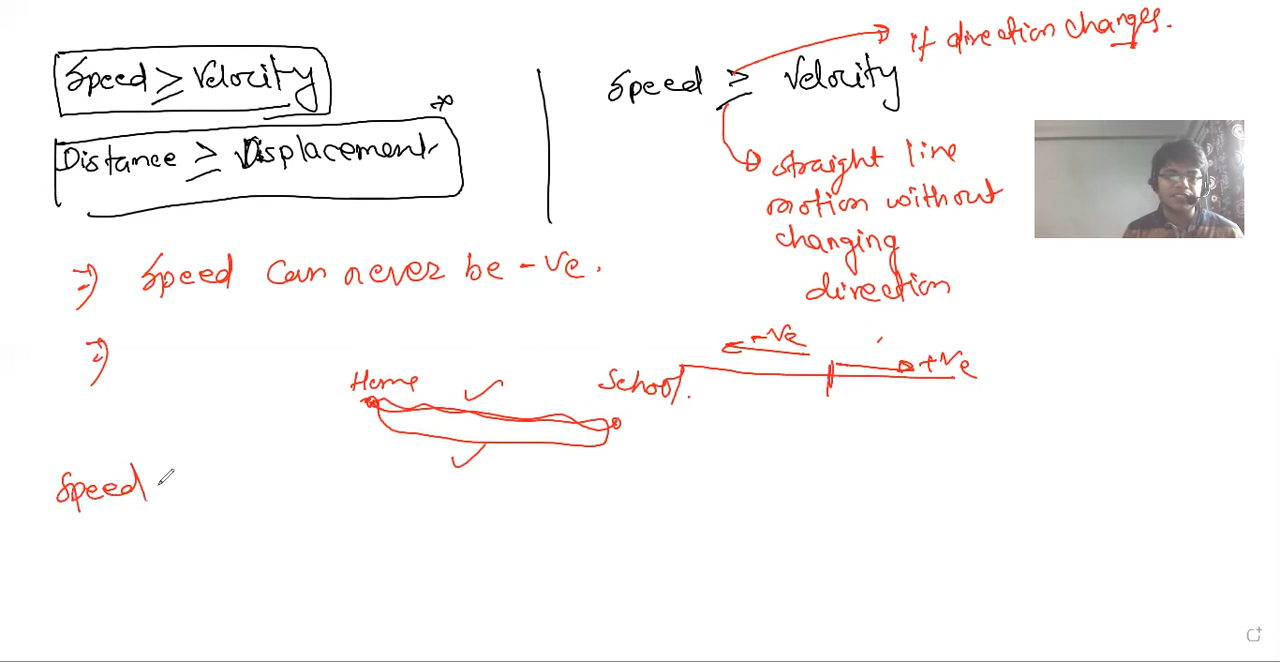 Speed ≥ Velocity
Distance ≥ Displacement
Speed ≥ Velocity
if direction changes.
straight line
motion without
changing
direction
⇒ Speed can never be -ve.
⇒
Home
School.
-ve
+ve
Speed